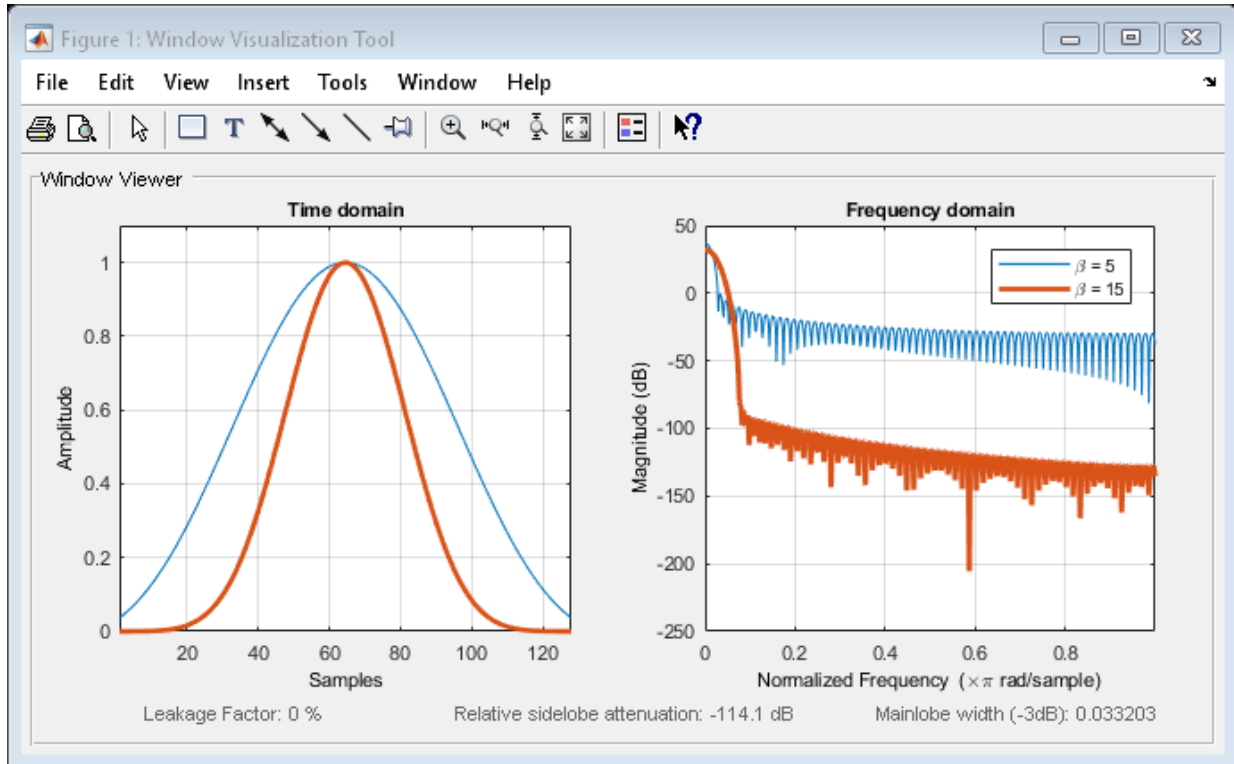 Figure 1: Window Visualization Tool
File Edit View Insert Tools Window Help
T
?
Window Viewer
Time domain
Amplitude
1
0.8
0.6
0.4
0.2
0
20 40 60 80 100 120
Samples
Frequency domain
Magnitude (dB)
50
0
-50
-100
-150
-200
-250
β = 5
β = 15
0 0.2 0.4 0.6 0.8
Normalized Frequency (×π rad/sample)
Leakage Factor: 0 % Relative sidelobe attenuation: -114.1 dB Mainlobe width (-3dB): 0.033203